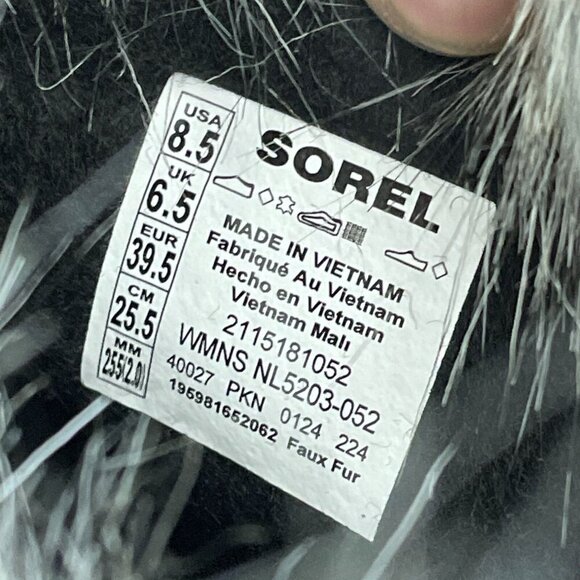 USA
8.5
UK
6.5
EUR
39.5
CM
25.5
MM
255(2.0)
SOREL
MADE IN VIETNAM
Fabriqué Au Vietnam
Hecho en Vietnam
Vietnam Malı
2115181052
WMNS NL5203-052
40027 PKN 0124 224
195981652062 Faux Fur